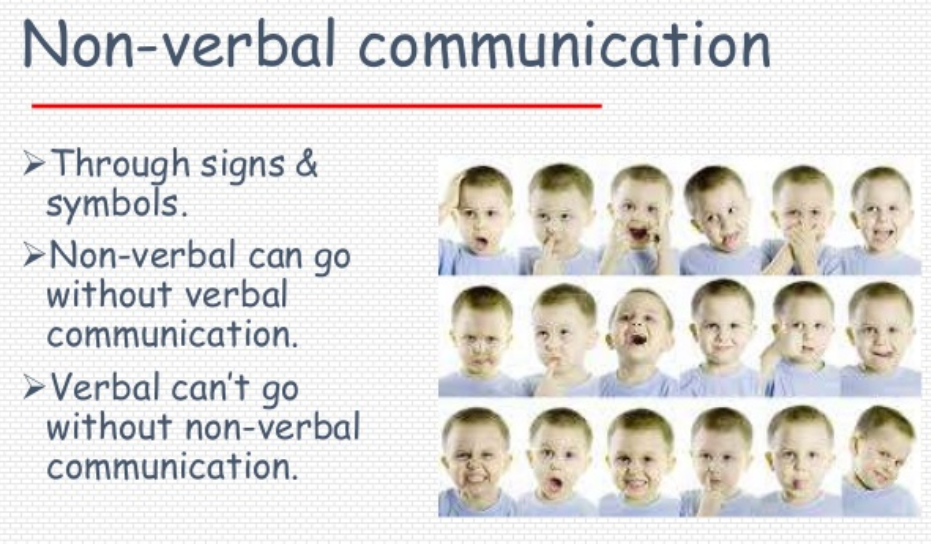 Non-verbal communication
➢Through signs &
symbols.
➢Non-verbal can go
without verbal
communication.
➢Verbal can't go
without non-verbal
communication.